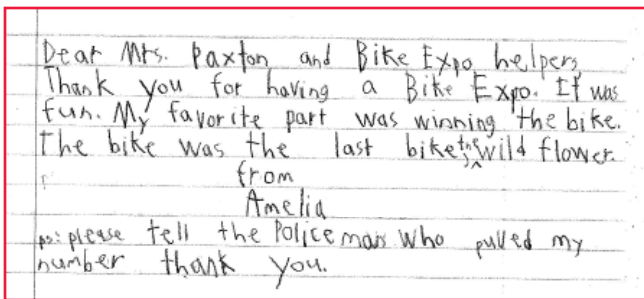 Dear Mrs. Paxton and Bike Expo helpers,
Thank you for having a Bike Expo. It was
fun. My favorite part was winning the bike.
The bike was the last bike, the wild flower.
from
Amelia
ps: please tell the Police man who pulled my
number thank you.